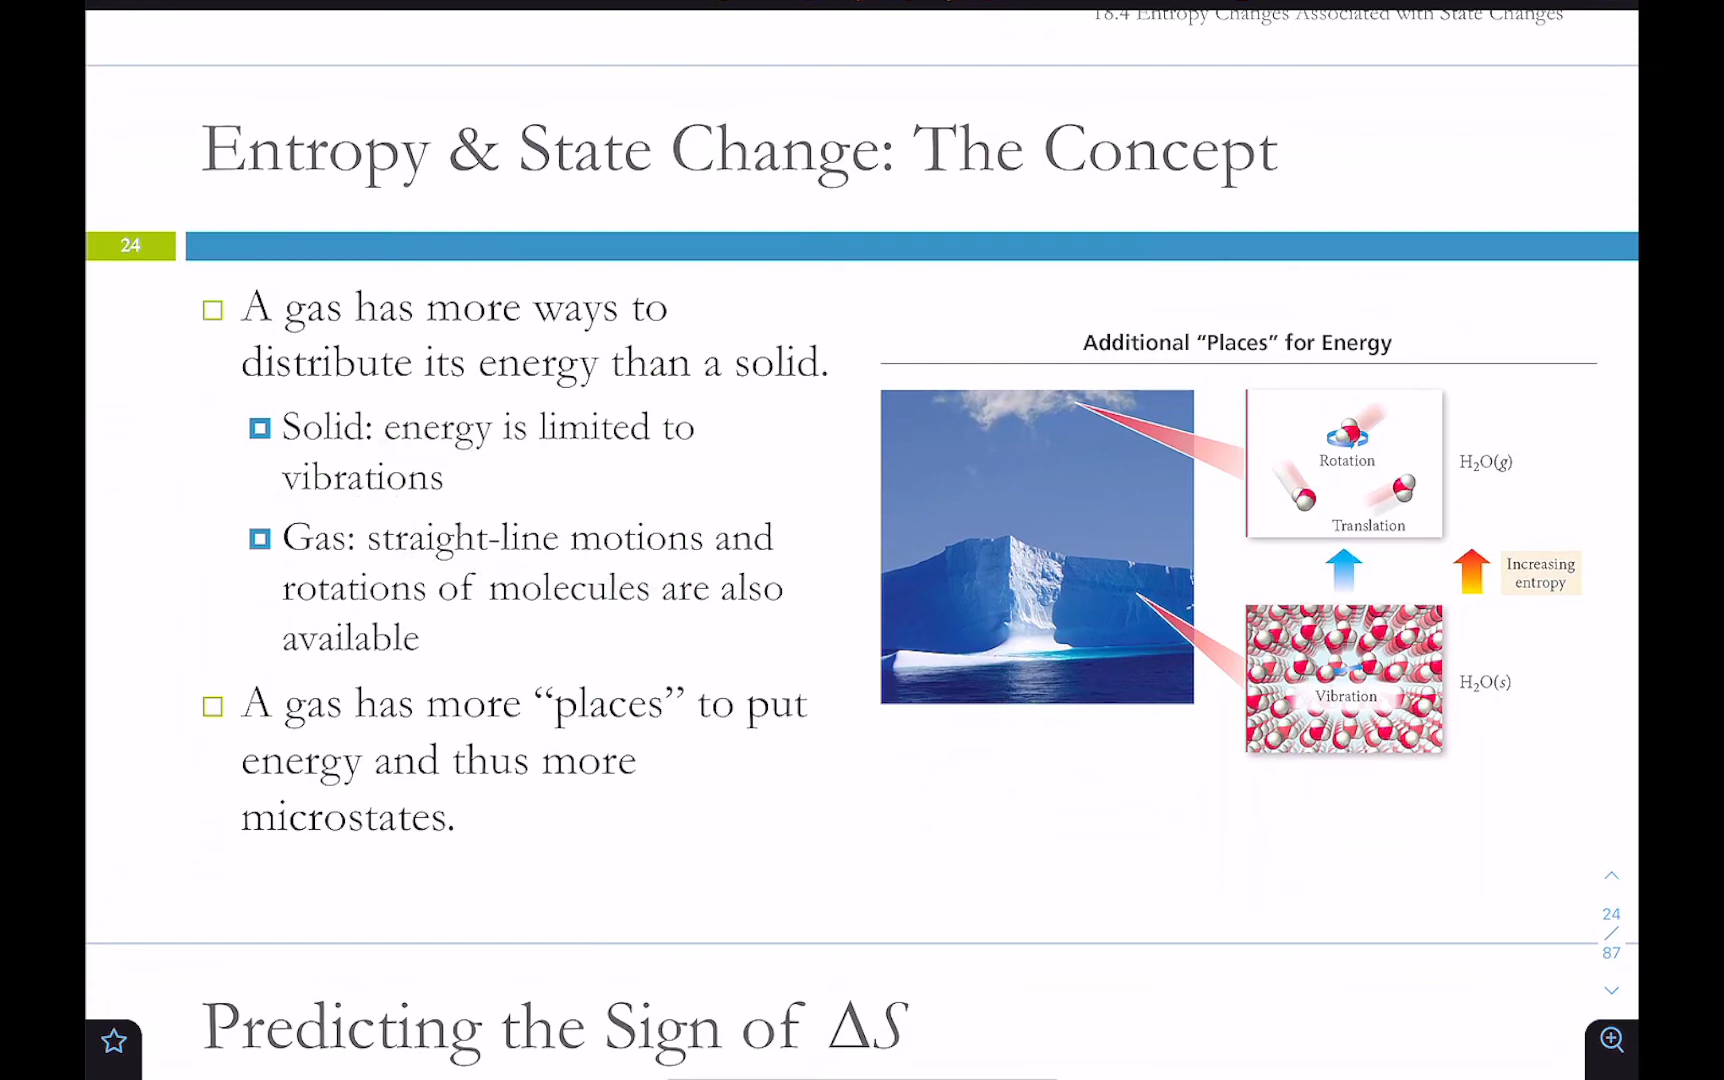 18.4 Entropy Changes Associated with State Changes
Entropy & State Change: The Concept
24
□ A gas has more ways to
distribute its energy than a solid.
Solid: energy is limited to
vibrations
Gas: straight-line motions and
rotations of molecules are also
available
□ A gas has more “places” to put
energy and thus more
microstates.
Additional “Places” for Energy
Rotation
Translation
H₂O(g)
Increasing
entropy
Vibration
H₂O(s)
24
/
87
Predicting the Sign of ΔS